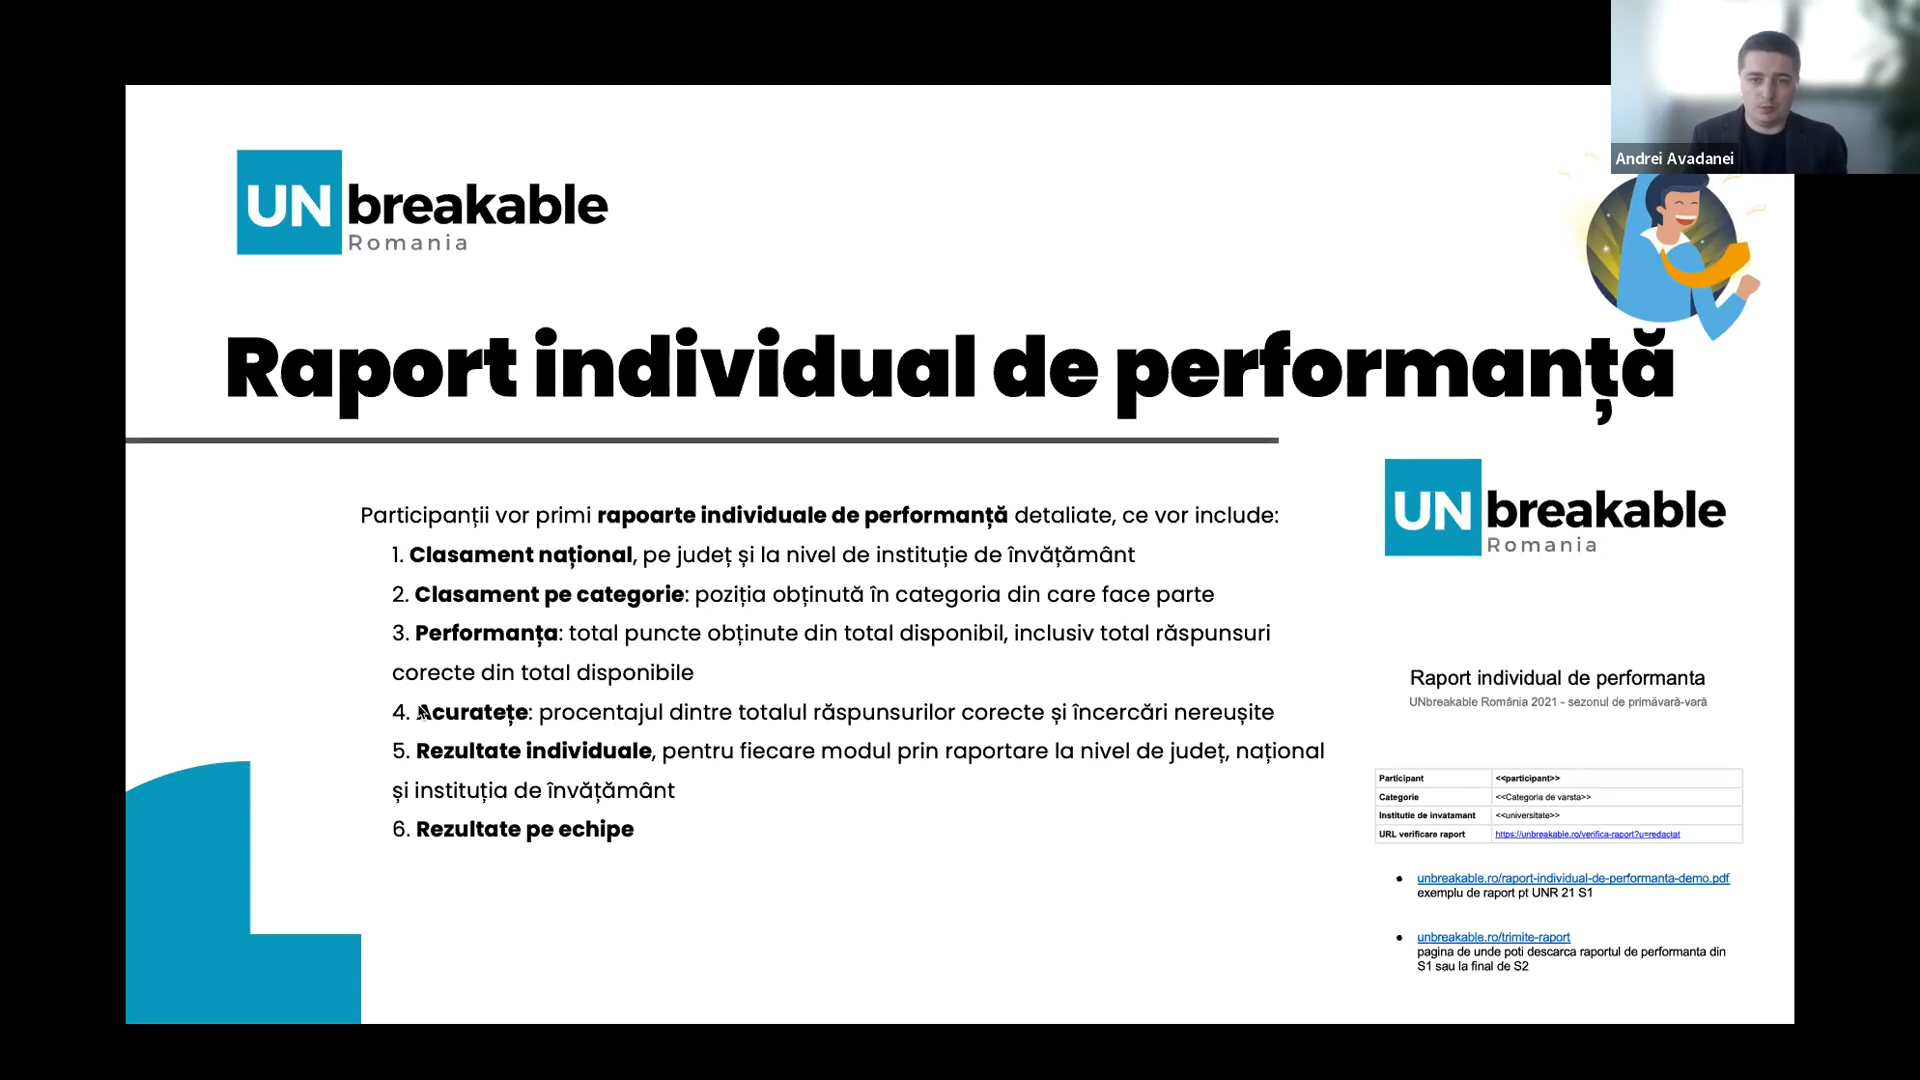 Andrei Avadanei
UNbreakable
Romania
Raport individual de performanță
Participanții vor primi rapoarte individuale de performanță detaliate, ce vor include:
1. Clasament național, pe județ și la nivel de instituție de învățământ
2. Clasament pe categorie: poziția obținută în categoria din care face parte
3. Performanța: total puncte obținute din total disponibil, inclusiv total răspunsuri
corecte din total disponibile
4. Acuratețe: procentajul dintre totalul răspunsurilor corecte și încercări nereușite
5. Rezultate individuale, pentru fiecare modul prin raportare la nivel de județ, național
și instituția de învățământ
6. Rezultate pe echipe
UNbreakable
Romania
Raport individual de performanta
UNbreakable România 2021 - sezonul de primăvară-vară
Participant <<participant>>
Categorie <<Categoria de varsta>>
Institutie de invatamant <<universitate>>
URL verificare raport https://unbreakable.ro/verifica-raport?u=redactat
● unbreakable.ro/raport-individual-de-performanta-demo.pdf
exemplu de raport pt UNR 21 S1
● unbreakable.ro/trimite-raport
pagina de unde poti descarca raportul de performanta din
S1 sau la final de S2